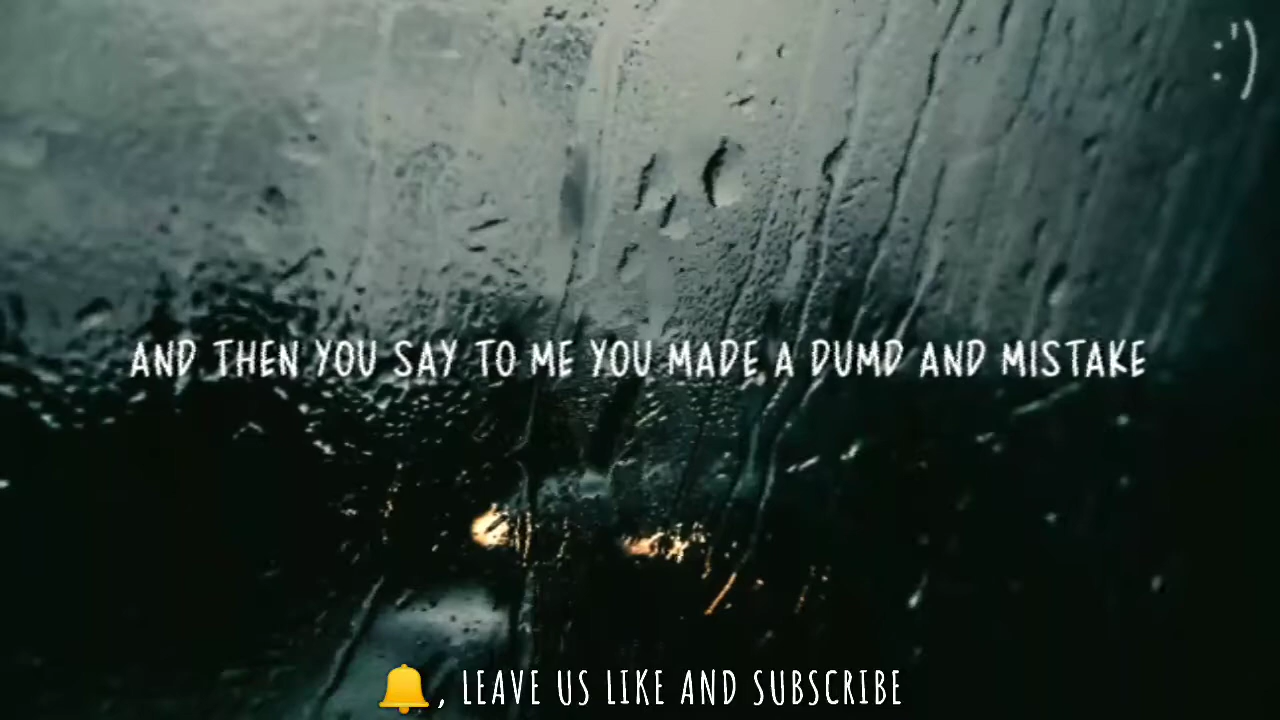 :')
AND THEN YOU SAY TO ME YOU MADE A DUMD AND MISTAKE
🔔, LEAVE US LIKE AND SUBSCRIBE